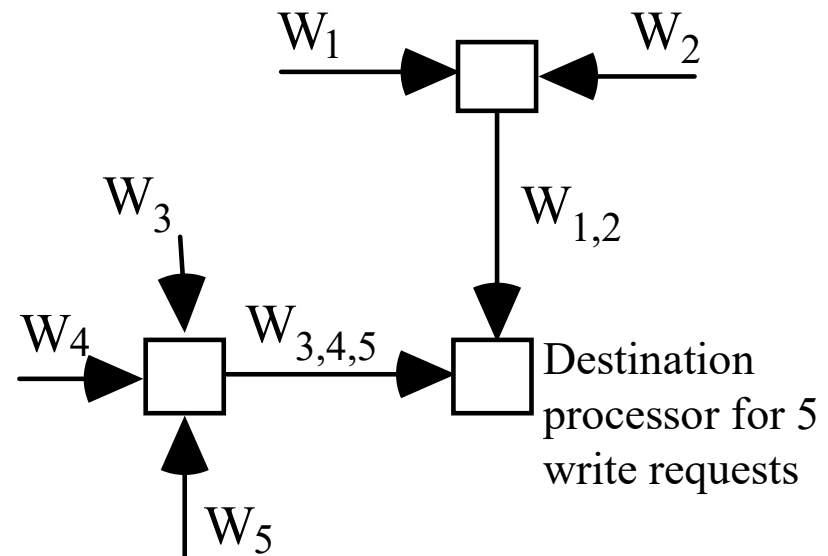 W₁
W₂
W₃
W₁,₂
W₄
W₃,₄,₅
Destination
processor for 5
write requests
W₅